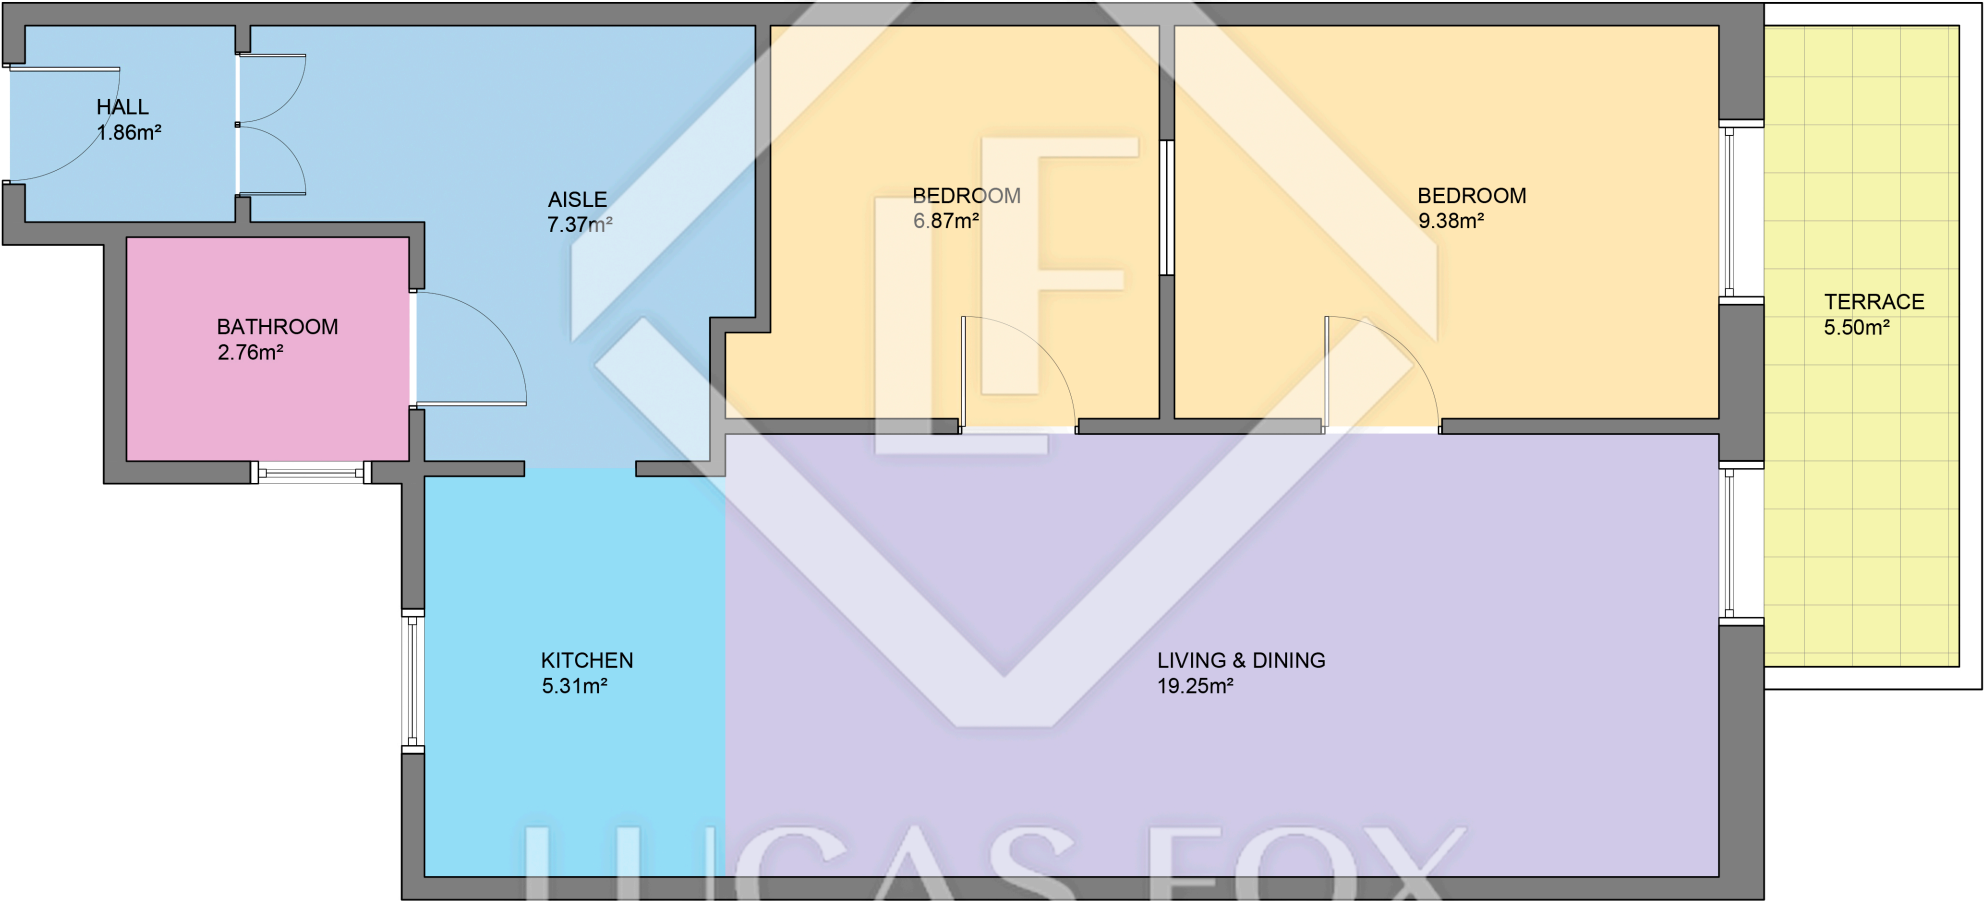 HALL
1.86m²
AISLE
7.37m²
BEDROOM
6.87m²
BEDROOM
9.38m²
TERRACE
5.50m²
BATHROOM
2.76m²
KITCHEN
5.31m²
LIVING & DINING
19.25m²
LF
LUCAS FOX